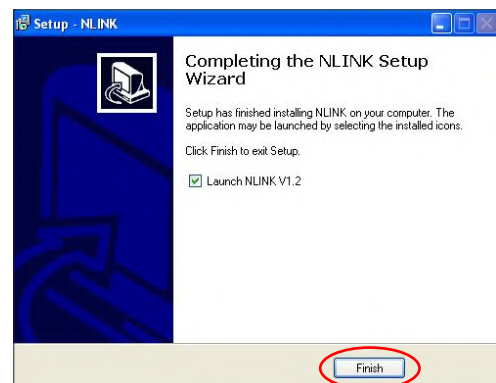 Setup - NLINK
Completing the NLINK Setup
Wizard
Setup has finished installing NLINK on your computer. The
application may be launched by selecting the installed icons.
Click Finish to exit Setup.
Launch NLINK V1.2
Finish